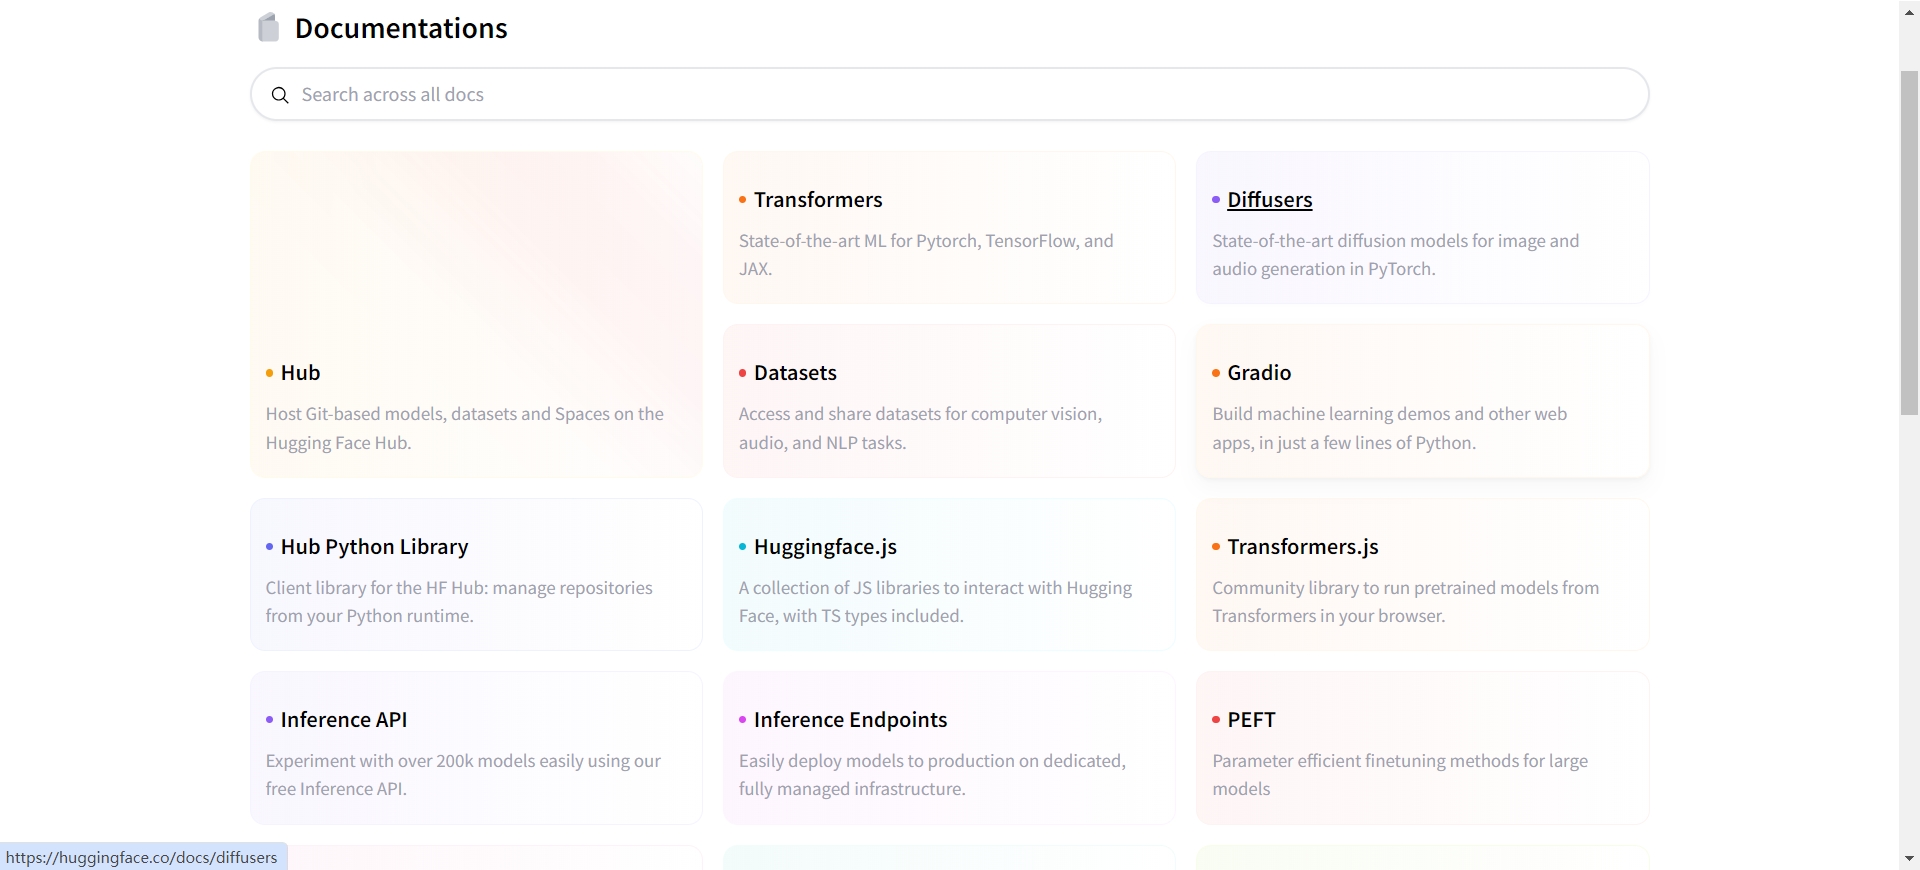 Documentations
Search across all docs
Hub
Host Git-based models, datasets and Spaces on the
Hugging Face Hub.
Transformers
State-of-the-art ML for Pytorch, TensorFlow, and
JAX.
Diffusers
State-of-the-art diffusion models for image and
audio generation in PyTorch.
Datasets
Access and share datasets for computer vision,
audio, and NLP tasks.
Gradio
Build machine learning demos and other web
apps, in just a few lines of Python.
Hub Python Library
Client library for the HF Hub: manage repositories
from your Python runtime.
Huggingface.js
A collection of JS libraries to interact with Hugging
Face, with TS types included.
Transformers.js
Community library to run pretrained models from
Transformers in your browser.
Inference API
Experiment with over 200k models easily using our
free Inference API.
Inference Endpoints
Easily deploy models to production on dedicated,
fully managed infrastructure.
PEFT
Parameter efficient finetuning methods for large
models
https://huggingface.co/docs/diffusers